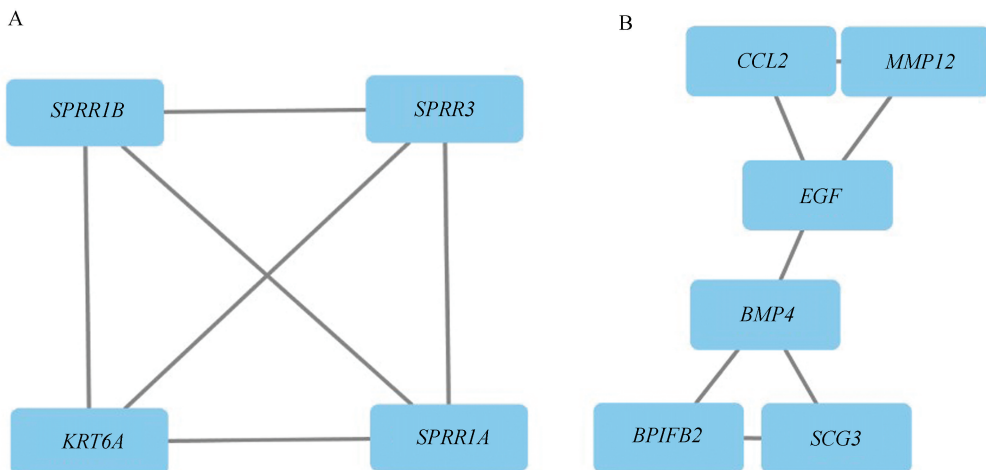 A
SPRR1B
SPRR3
KRT6A
SPRR1A
B
CCL2
MMP12
EGF
BMP4
BPIFB2
SCG3